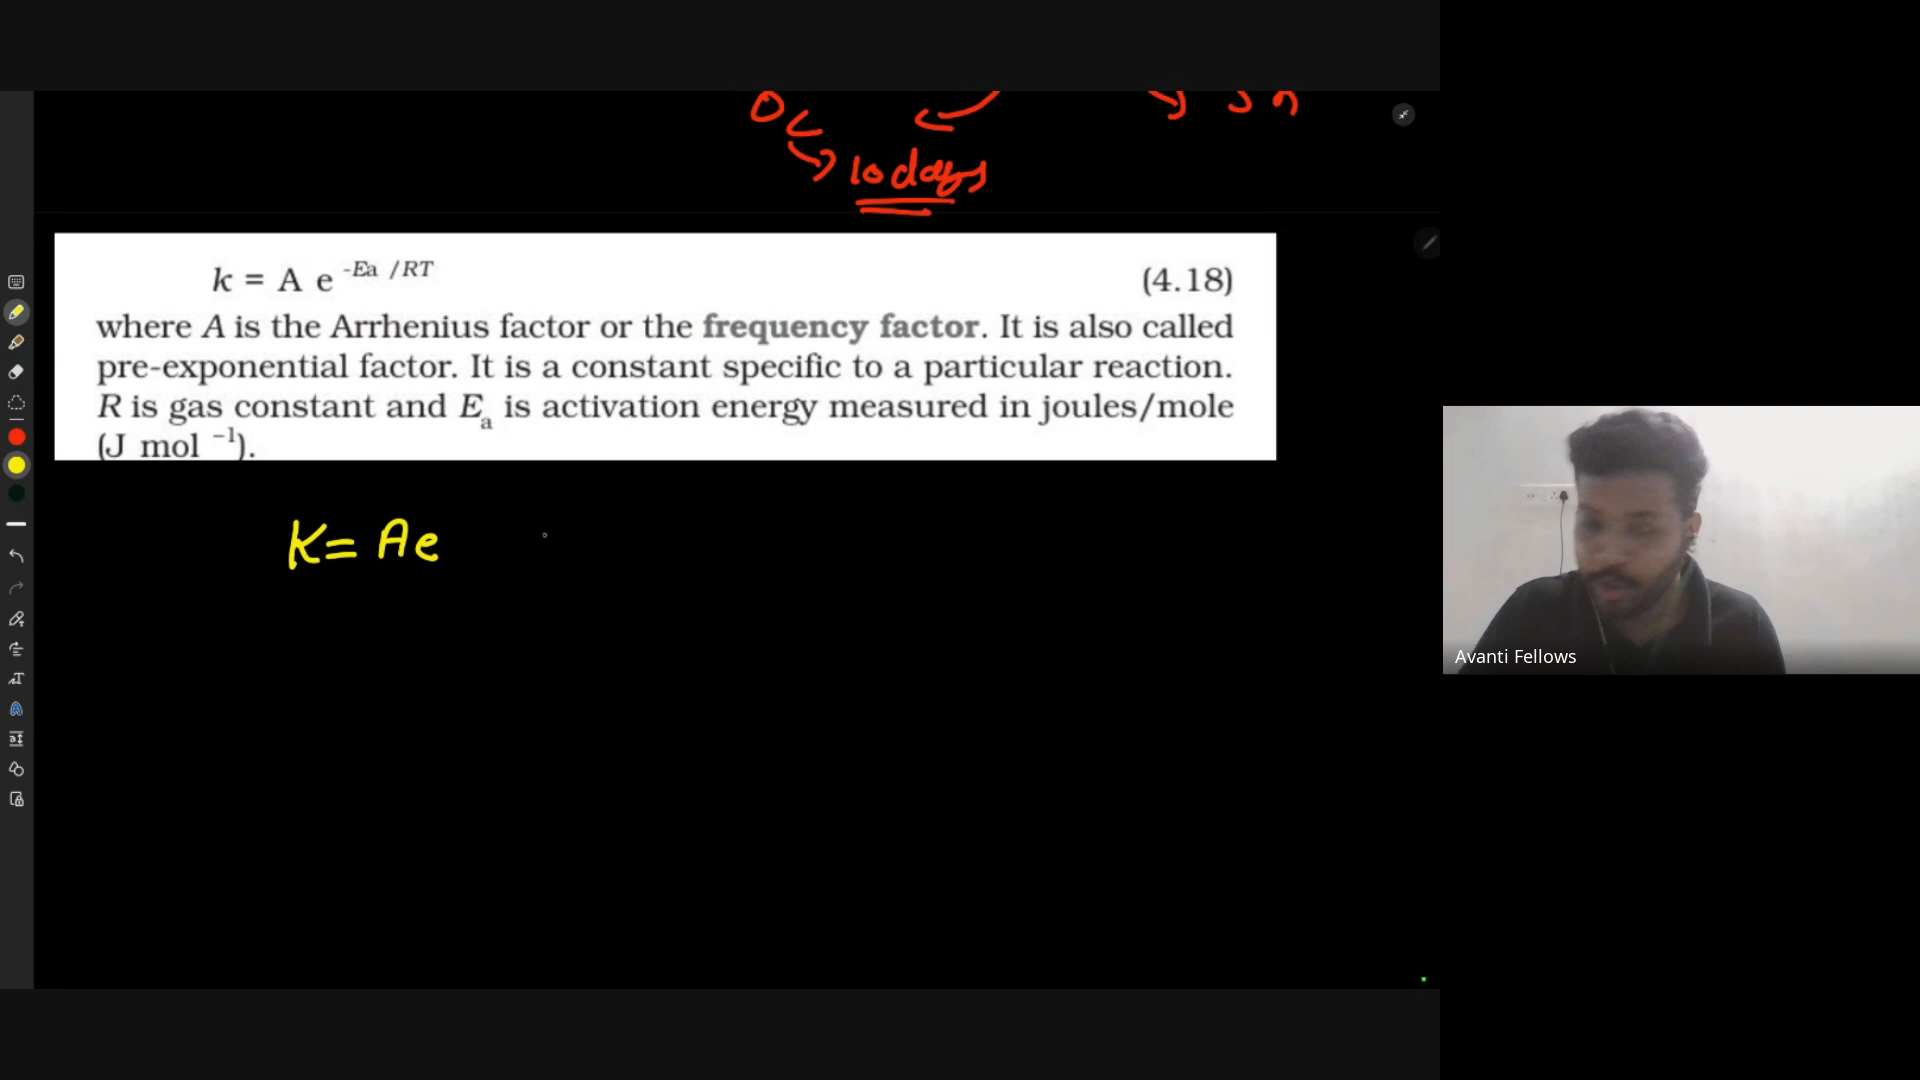 10 days
k = A e -Ea /RT (4.18)
where A is the Arrhenius factor or the frequency factor. It is also called
pre-exponential factor. It is a constant specific to a particular reaction.
R is gas constant and Ea is activation energy measured in joules/mole
(J mol −1).
K= Ae
Avanti Fellows